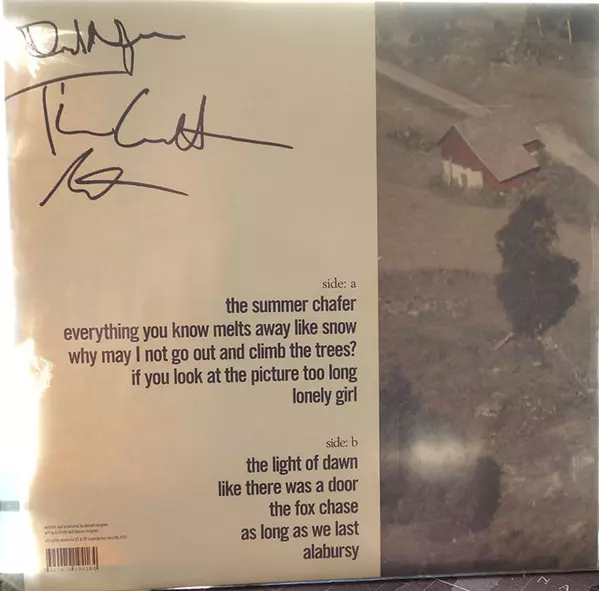 side: a
the summer chafer
everything you know melts away like snow
why may I not go out and climb the trees?
if you look at the picture too long
lonely girl
side: b
the light of dawn
like there was a door
the fox chase
as long as we last
alabursy